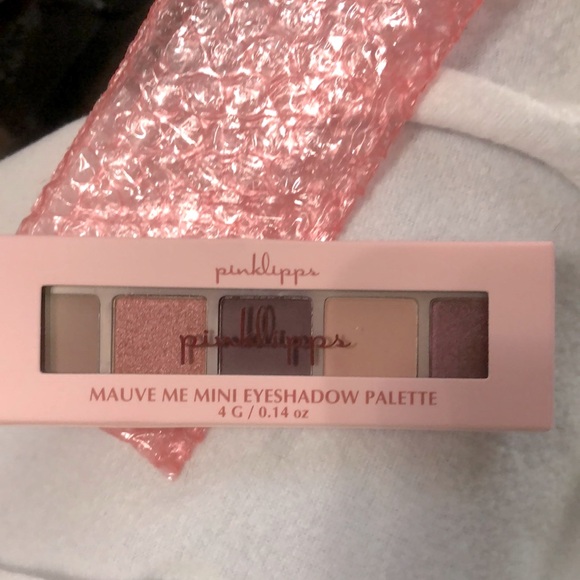 pinklipps
pinklipps
MAUVE ME MINI EYESHADOW PALETTE
4 G / 0.14 oz